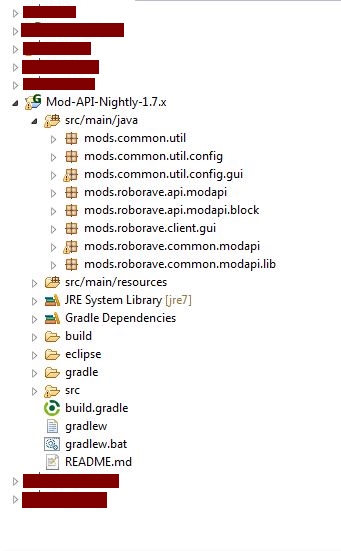 Mod-API-Nightly-1.7.x
src/main/java
mods.common.util
mods.common.util.config
mods.common.util.config.gui
mods.roborave.api.modapi
mods.roborave.api.modapi.block
mods.roborave.client.gui
mods.roborave.common.modapi
mods.roborave.common.modapi.lib
src/main/resources
JRE System Library [jre7]
Gradle Dependencies
build
eclipse
gradle
src
build.gradle
gradlew
gradlew.bat
README.md